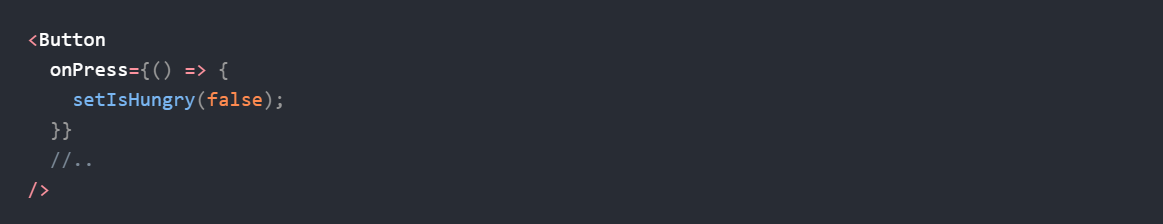 <Button
  onPress={() => {
    setIsHungry(false);
  }}
  //..
/>